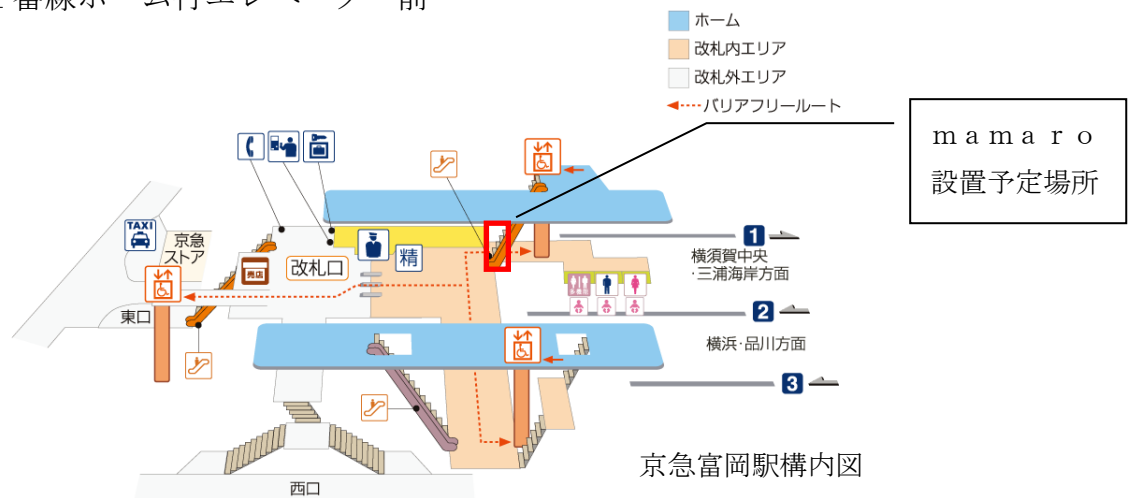 番線ホーム行エレベーター前
ホーム
改札内エリア
改札外エリア
バリアフリールート
ｍａｍａｒｏ
設置予定場所
TAXI
京急
ストア
売店
改札口
精
東口
1
横須賀中央
・三浦海岸方面
2
横浜・品川方面
3
京急富岡駅構内図
西口